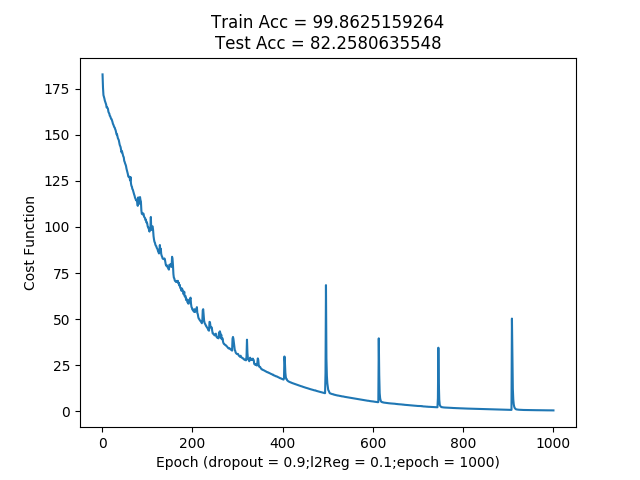 Train Acc = 99.8625159264
Test Acc = 82.2580635548
175
150
125
100
75
50
25
0
Cost Function
0 200 400 600 800 1000
Epoch (dropout = 0.9;l2Reg = 0.1;epoch = 1000)